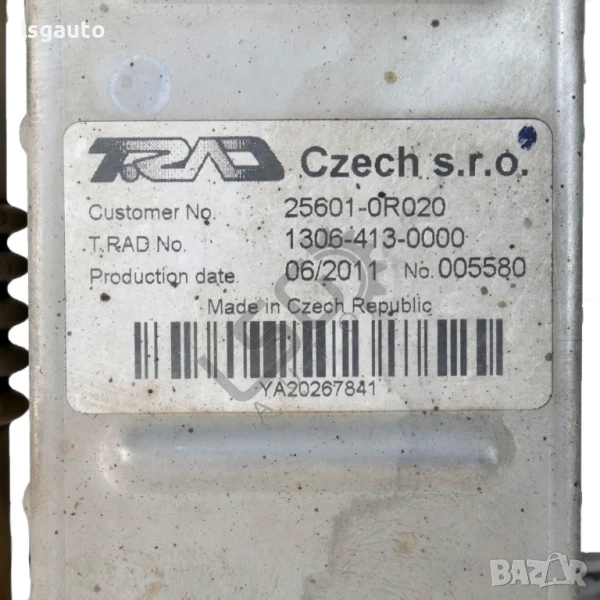 lsgauto
T.RAD Czech s.r.o.
Customer No. 25601-0R020
T.RAD No. 1306-413-0000
Production date 06/2011 No. 005580
Made in Czech Republic
YA20267841
BAZAR